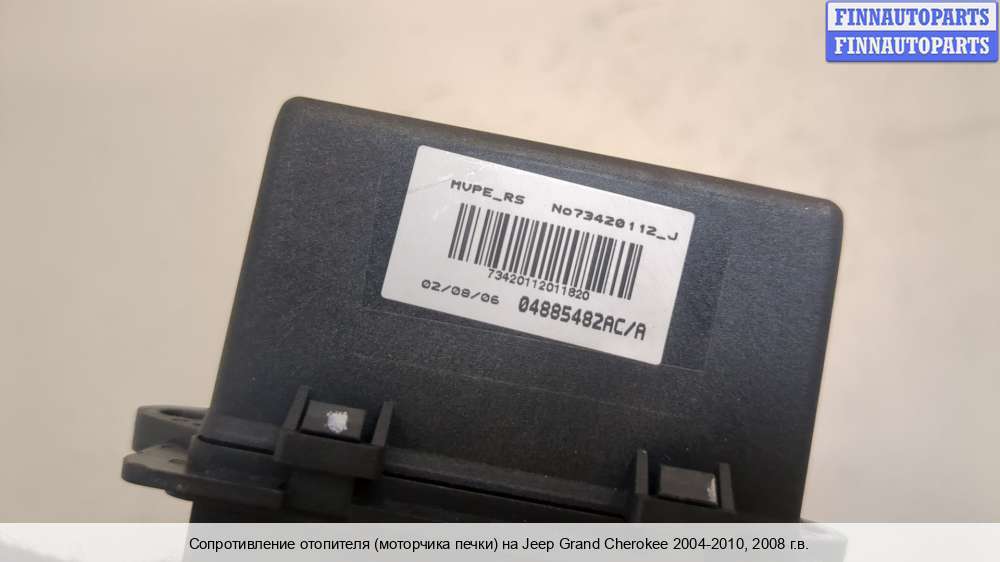 FINNAUTOPARTS
FINNAUTOPARTS
MVPE_RS No73420112_J
73420112011820
02/08/06 04885482AC/A
Сопротивление отопителя (моторчика печки) на Jeep Grand Cherokee 2004-2010, 2008 г.в.